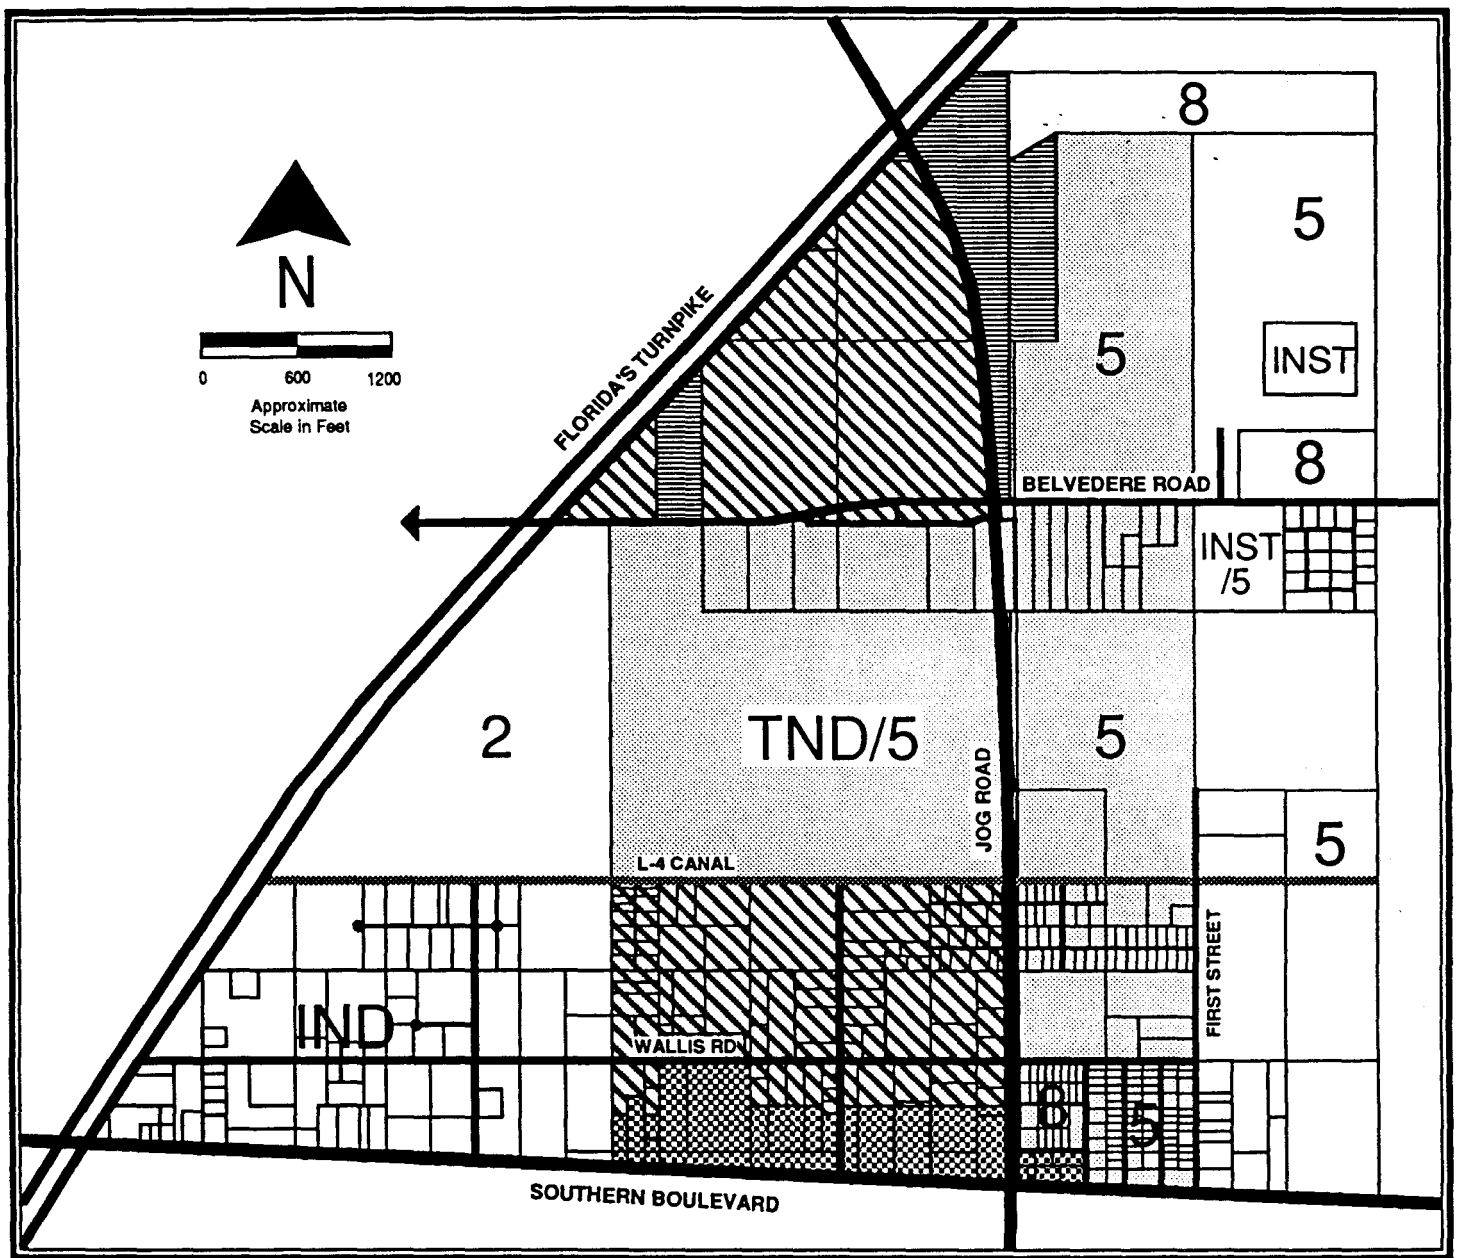 8
5
N
FLORIDA'S TURNPIKE
0 600 1200
Approximate
Scale in Feet
5
INST
8
BELVEDERE ROAD
INST
/5
2
TND/5
5
JOG ROAD
5
L-4 CANAL
FIRST STREET
IND
WALLIS RD
8
5
SOUTHERN BOULEVARD